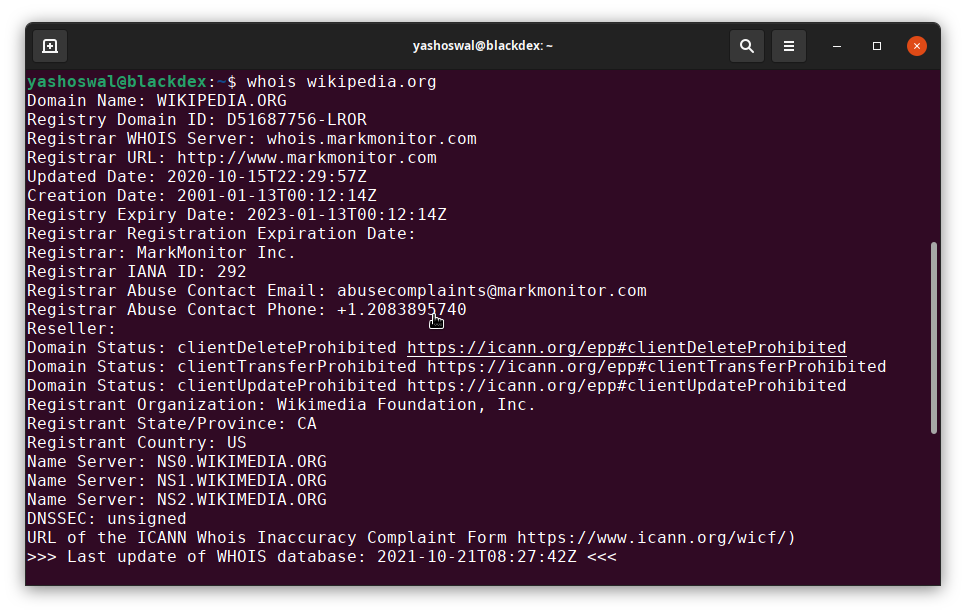 yashoswal@blackdex: ~
yashoswal@blackdex:~$ whois wikipedia.org
Domain Name: WIKIPEDIA.ORG
Registry Domain ID: D51687756-LROR
Registrar WHOIS Server: whois.markmonitor.com
Registrar URL: http://www.markmonitor.com
Updated Date: 2020-10-15T22:29:57Z
Creation Date: 2001-01-13T00:12:14Z
Registry Expiry Date: 2023-01-13T00:12:14Z
Registrar Registration Expiration Date:
Registrar: MarkMonitor Inc.
Registrar IANA ID: 292
Registrar Abuse Contact Email: abusecomplaints@markmonitor.com
Registrar Abuse Contact Phone: +1.2083895740
Reseller:
Domain Status: clientDeleteProhibited https://icann.org/epp#clientDeleteProhibited
Domain Status: clientTransferProhibited https://icann.org/epp#clientTransferProhibited
Domain Status: clientUpdateProhibited https://icann.org/epp#clientUpdateProhibited
Registrant Organization: Wikimedia Foundation, Inc.
Registrant State/Province: CA
Registrant Country: US
Name Server: NS0.WIKIMEDIA.ORG
Name Server: NS1.WIKIMEDIA.ORG
Name Server: NS2.WIKIMEDIA.ORG
DNSSEC: unsigned
URL of the ICANN Whois Inaccuracy Complaint Form https://www.icann.org/wicf/)
>>> Last update of WHOIS database: 2021-10-21T08:27:42Z <<<